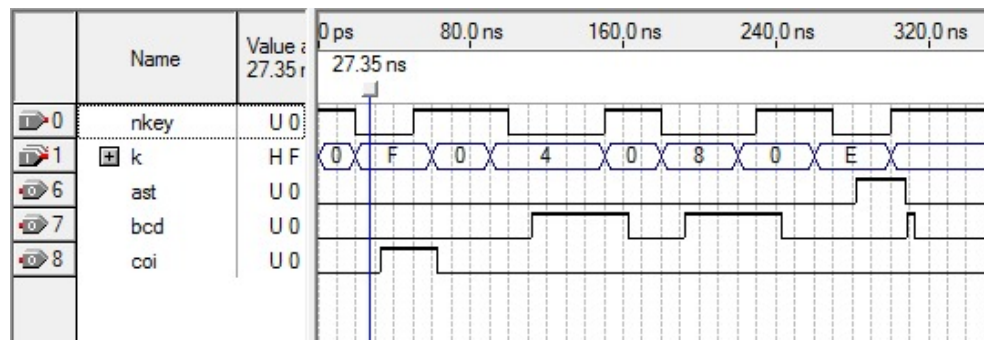 Name Value a 27.35 r
0 ps 80.0 ns 160.0 ns 240.0 ns 320.0 ns
27.35 ns
0 nkey U 0
1 k H F 0 F 0 4 0 8 0 E
6 ast U 0
7 bcd U 0
8 coi U 0